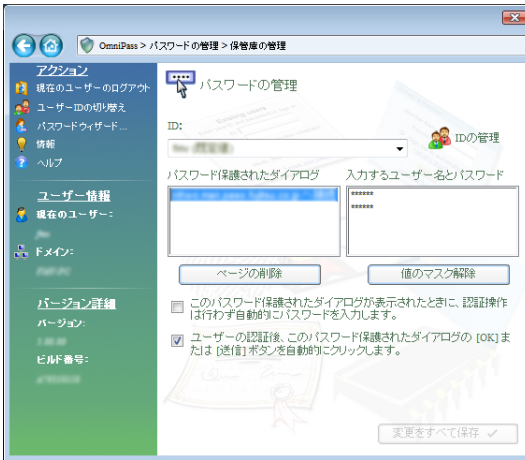 OmniPass > パスワードの管理 > 保管庫の管理
アクション
現在のユーザーのログアウト
ユーザーIDの切り替え
パスワードウィザード...
情報
ヘルプ
ユーザー情報
現在のユーザー:
ドメイン:
バージョン詳細
バージョン:
ビルド番号:
パスワードの管理
ID:
IDの管理
パスワード保護されたダイアログ
入力するユーザー名とパスワード
******
******
ページの削除
値のマスク解除
このパスワード保護されたダイアログが表示されたときに、認証操作
は行わず自動的にパスワードを入力します。
ユーザーの認証後、このパスワード保護されたダイアログの [OK]ま
たは [送信] ボタンを自動的にクリックします。
変更をすべて保存